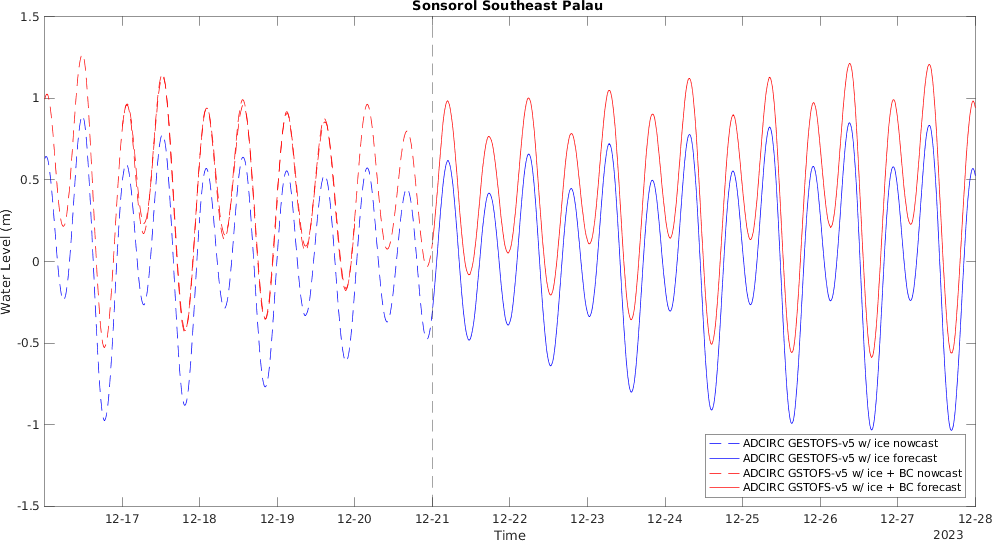 Sonsorol Southeast Palau
Water Level (m)
1.5
1
0.5
0
-0.5
-1
-1.5
12-17 12-18 12-19 12-20 12-21 12-22 12-23 12-24 12-25 12-26 12-27 12-28
Time
2023
ADCIRC GESTOFS-v5 w/ ice nowcast
ADCIRC GESTOFS-v5 w/ ice forecast
ADCIRC GSTOFS-v5 w/ ice + BC nowcast
ADCIRC GSTOFS-v5 w/ ice + BC forecast